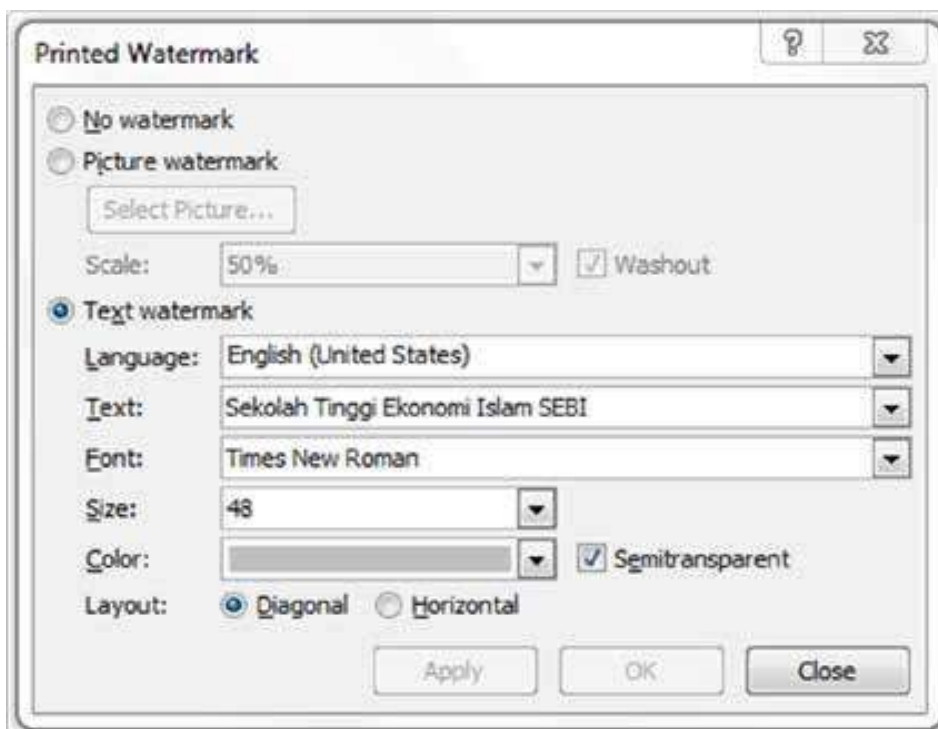 Printed Watermark
No watermark
Picture watermark
Select Picture...
Scale: 50% Washout
Text watermark
Language: English (United States)
Text: Sekolah Tinggi Ekonomi Islam SEBI
Font: Times New Roman
Size: 48
Color: Semitransparent
Layout: Diagonal Horizontal
Apply OK Close